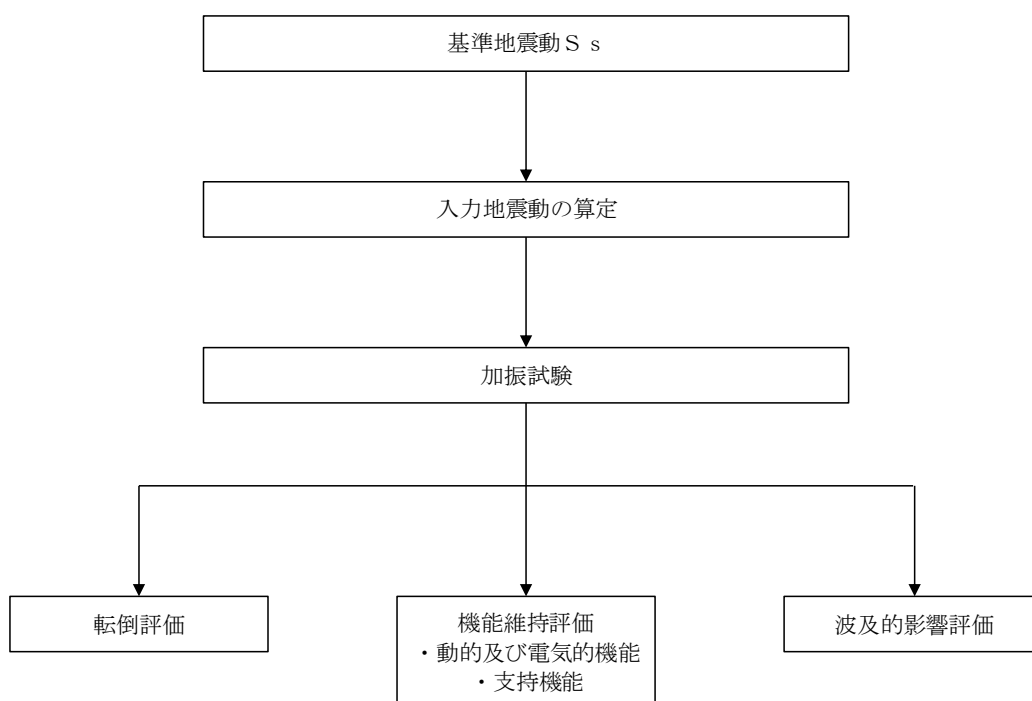 基準地震動Ｓｓ
入力地震動の算定
加振試験
転倒評価
機能維持評価
・動的及び電気的機能
・支持機能
波及的影響評価